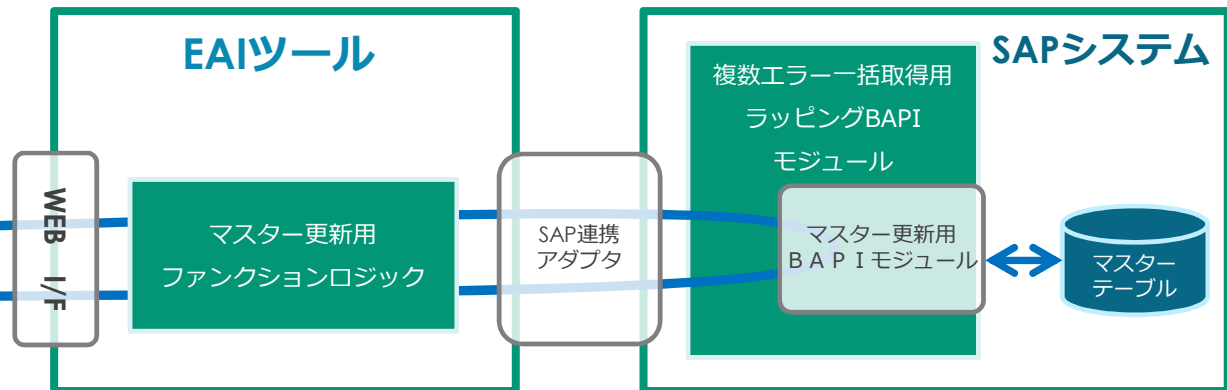 EAIツール
SAPシステム
複数エラー一括取得用
ラッピングBAPI
モジュール
WEB I/F
マスター更新用
ファンクションロジック
SAP連携
アダプタ
マスター更新用
ＢＡＰＩモジュール
マスター
テーブル